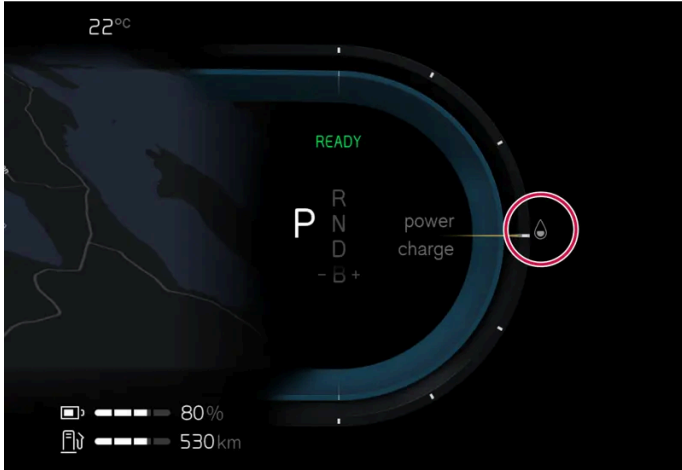 22°C
READY
R
P N
D
- B +
power
charge
80%
530km